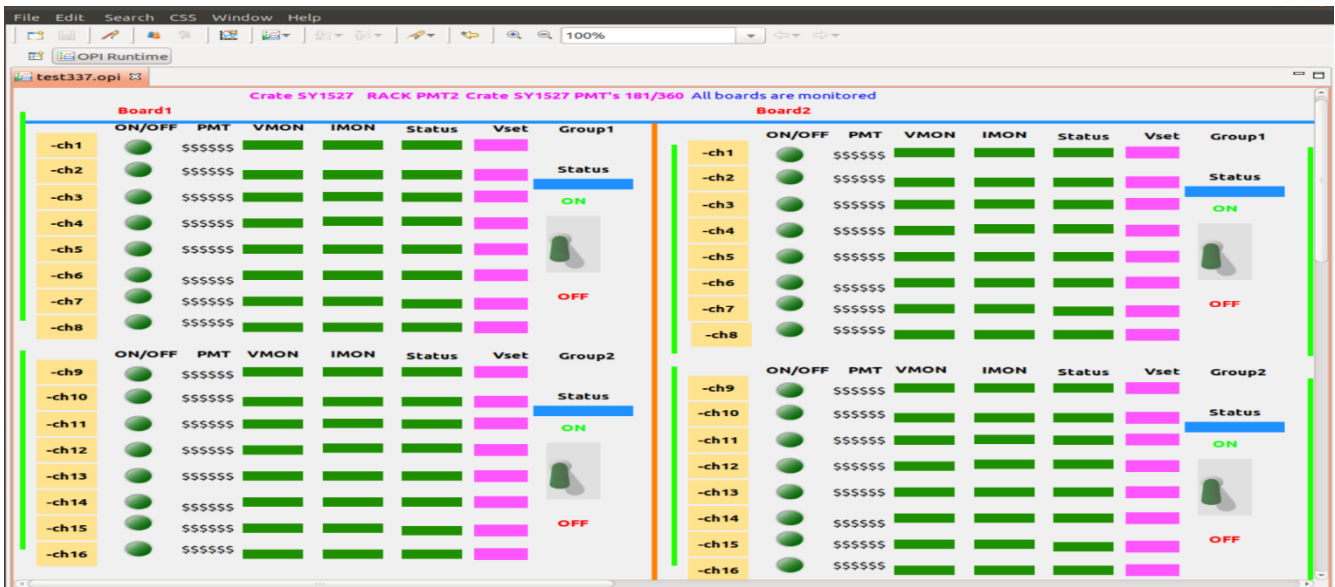 File Edit Search CSS Window Help
100%
OPI Runtime
test337.opi
Crate SY1527 RACK PMT2 Crate SY1527 PMT's 181/360 All boards are monitored
Board1 Board2
ON/OFF PMT VMON IMON Status Vset Group1
-ch1 $$$$$$
-ch2 $$$$$$ Status
-ch3 $$$$$$ ON
-ch4 $$$$$$
-ch5 $$$$$$
-ch6 $$$$$$
-ch7 $$$$$$ OFF
-ch8 $$$$$$
ON/OFF PMT VMON IMON Status Vset Group2
-ch9 $$$$$$
-ch10 $$$$$$ Status
-ch11 $$$$$$ ON
-ch12 $$$$$$
-ch13 $$$$$$
-ch14 $$$$$$
-ch15 $$$$$$ OFF
-ch16 $$$$$$
ON/OFF PMT VMON IMON Status Vset Group1
-ch1 $$$$$$
-ch2 $$$$$$ Status
-ch3 $$$$$$ ON
-ch4 $$$$$$
-ch5 $$$$$$
-ch6 $$$$$$
-ch7 $$$$$$ OFF
-ch8 $$$$$$
ON/OFF PMT VMON IMON Status Vset Group2
-ch9 $$$$$$
-ch10 $$$$$$ Status
-ch11 $$$$$$ ON
-ch12 $$$$$$
-ch13 $$$$$$
-ch14 $$$$$$
-ch15 $$$$$$ OFF
-ch16 $$$$$$